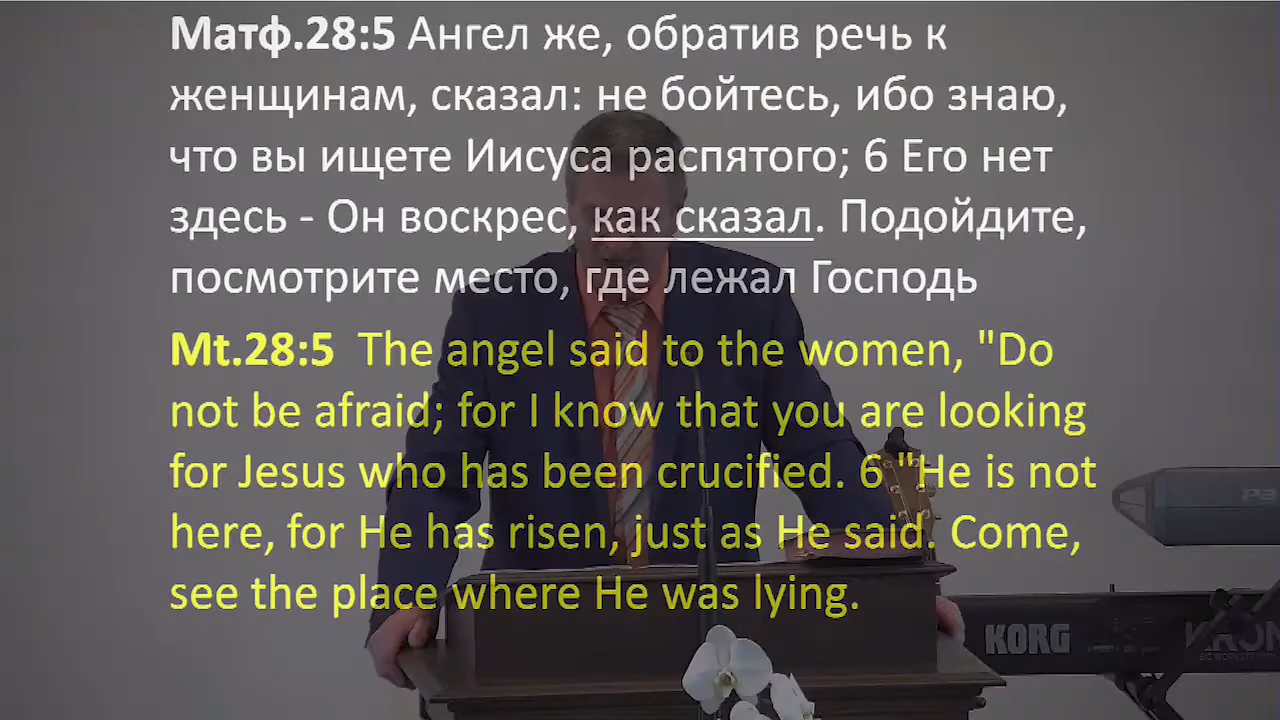 Матф.28:5 Ангел же, обратив речь к
женщинам, сказал: не бойтесь, ибо знаю,
что вы ищете Иисуса распятого; 6 Его нет
здесь - Он воскрес, как сказал. Подойдите,
посмотрите место, где лежал Господь
Mt.28:5 The angel said to the women, "Do
not be afraid; for I know that you are looking
for Jesus who has been crucified. 6 "He is not
here, for He has risen, just as He said. Come,
see the place where He was lying.
KORG